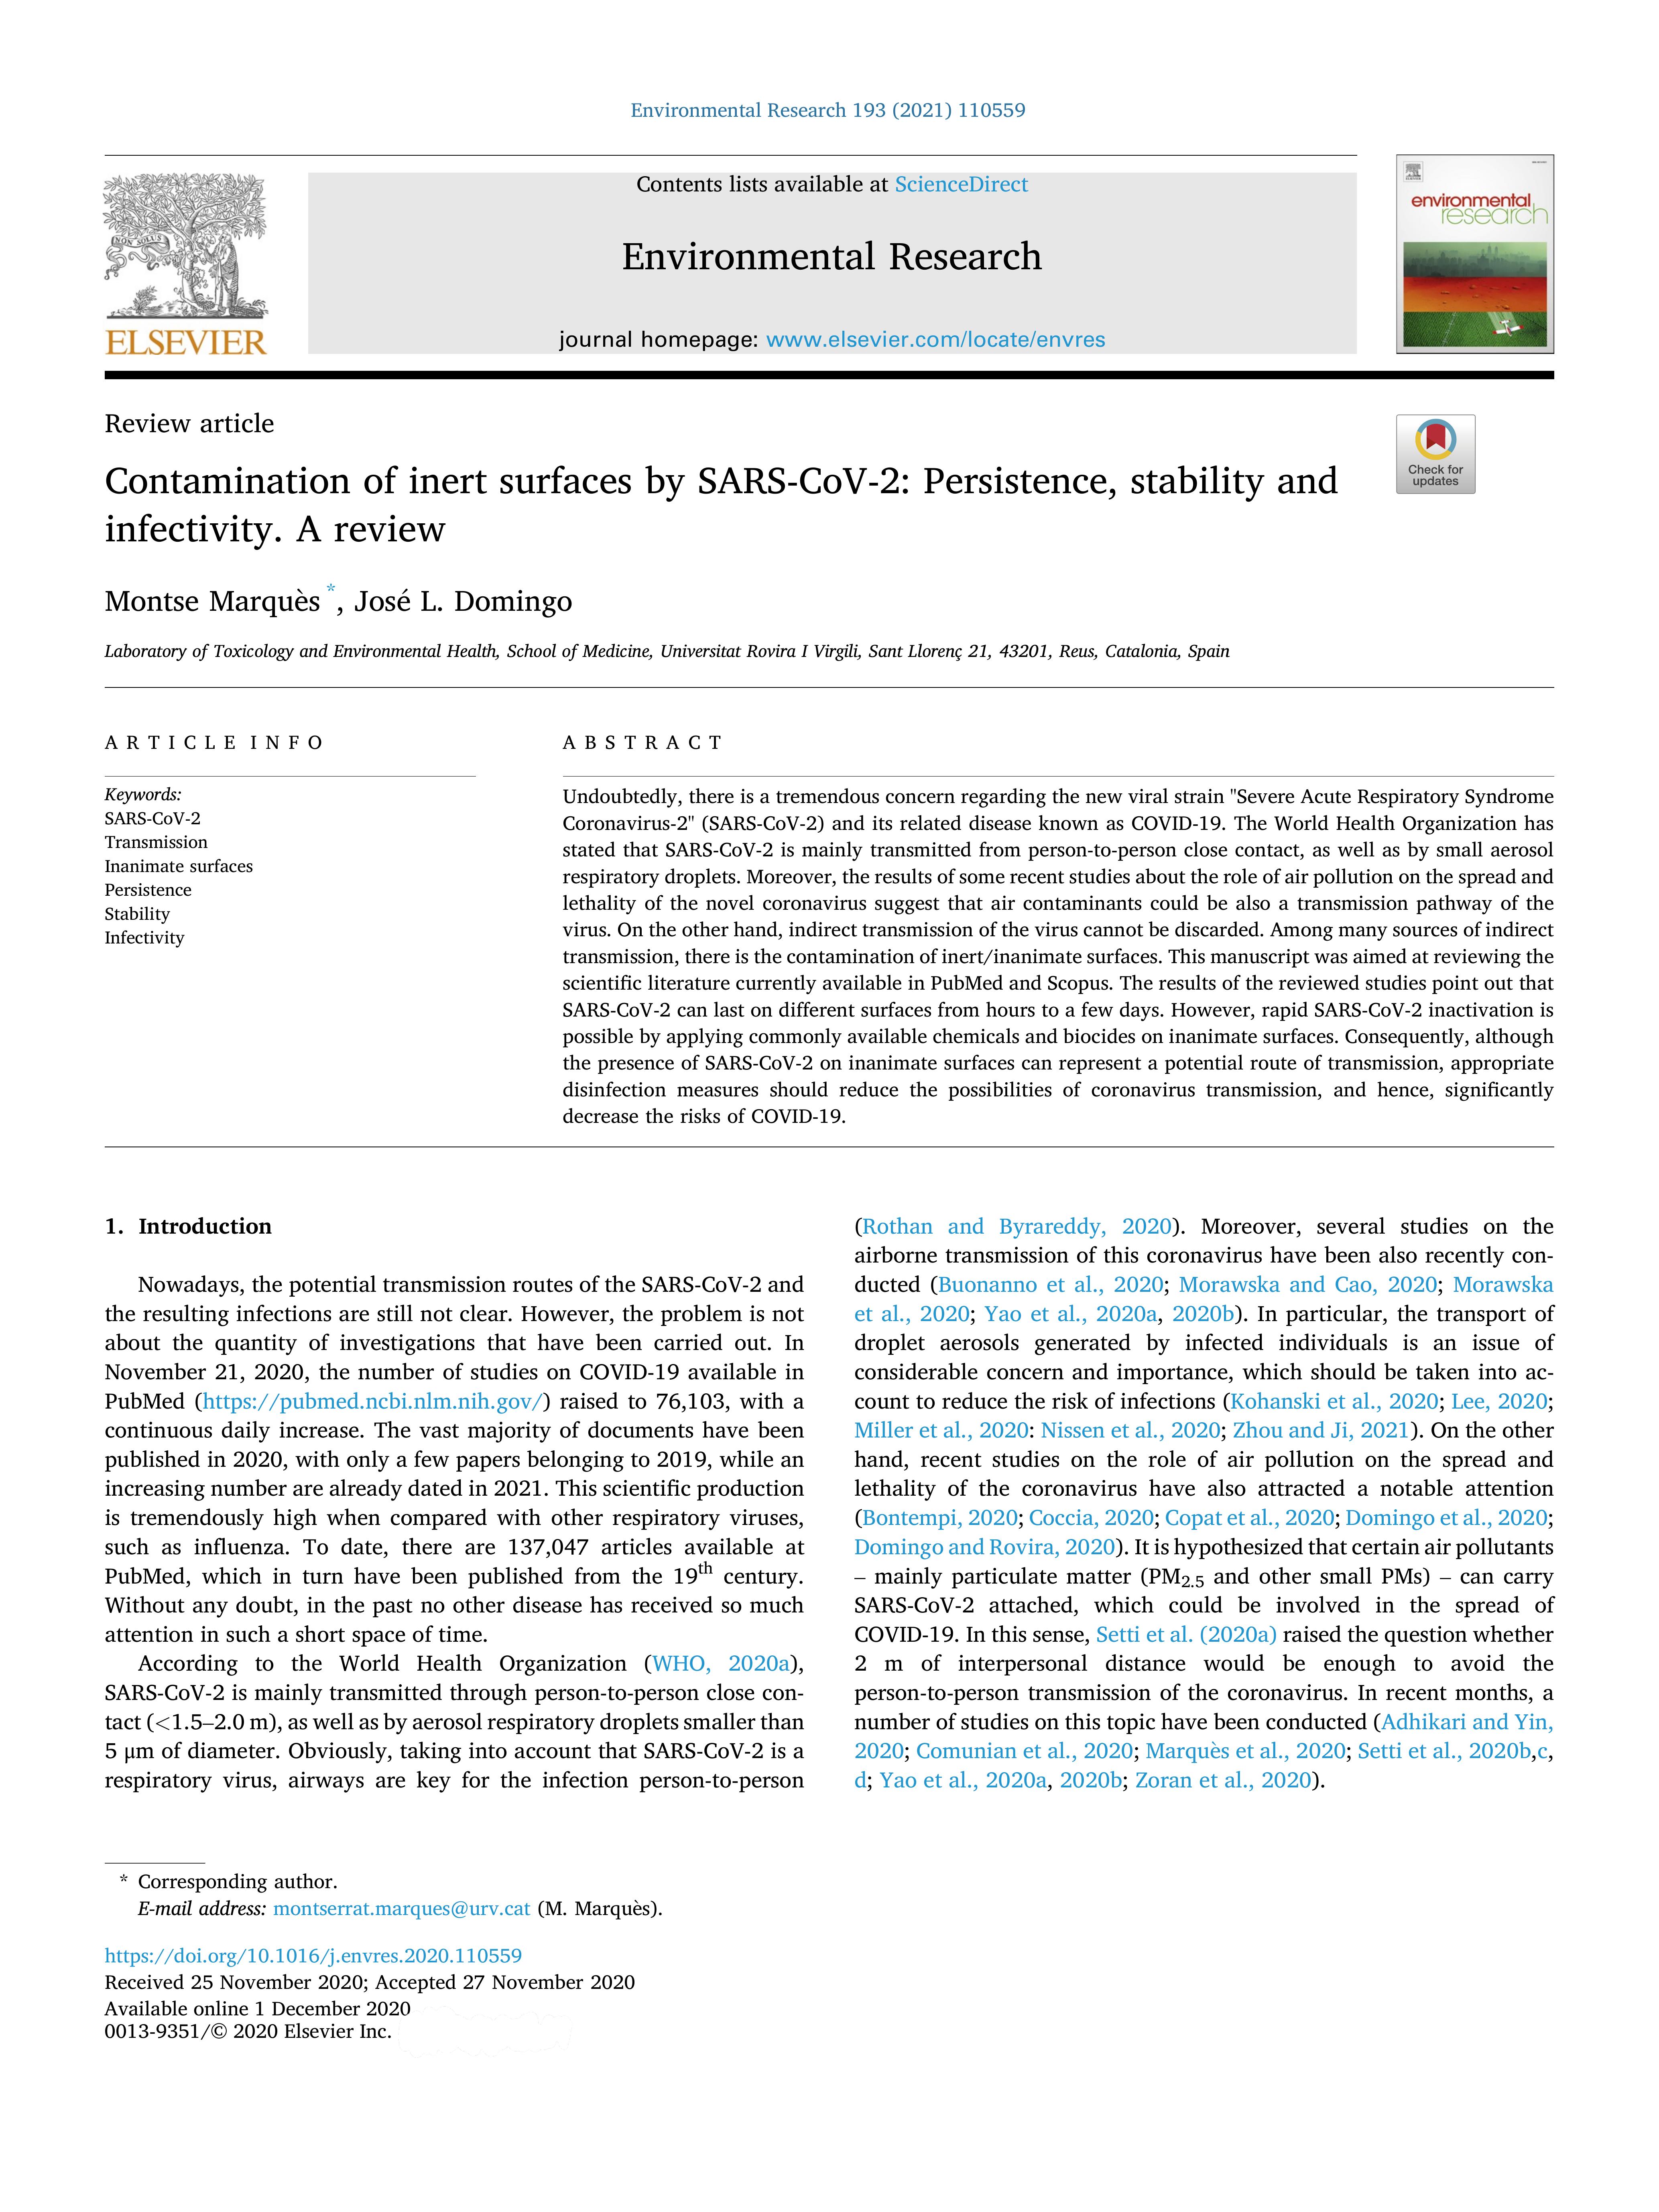 Environmental Research 193 (2021) 110559
Contents lists available at ScienceDirect
Environmental Research
journal homepage: www.elsevier.com/locate/envres
NON SOLUS
ELSEVIER
environmental
research
Review article
Check for
updates
Contamination of inert surfaces by SARS-CoV-2: Persistence, stability and
infectivity. A review
Montse Marquès *, José L. Domingo
Laboratory of Toxicology and Environmental Health, School of Medicine, Universitat Rovira I Virgili, Sant Llorenç 21, 43201, Reus, Catalonia, Spain
ARTICLE INFO
Keywords:
SARS-CoV-2
Transmission
Inanimate surfaces
Persistence
Stability
Infectivity
ABSTRACT
Undoubtedly, there is a tremendous concern regarding the new viral strain "Severe Acute Respiratory Syndrome
Coronavirus-2" (SARS-CoV-2) and its related disease known as COVID-19. The World Health Organization has
stated that SARS-CoV-2 is mainly transmitted from person-to-person close contact, as well as by small aerosol
respiratory droplets. Moreover, the results of some recent studies about the role of air pollution on the spread and
lethality of the novel coronavirus suggest that air contaminants could be also a transmission pathway of the
virus. On the other hand, indirect transmission of the virus cannot be discarded. Among many sources of indirect
transmission, there is the contamination of inert/inanimate surfaces. This manuscript was aimed at reviewing the
scientific literature currently available in PubMed and Scopus. The results of the reviewed studies point out that
SARS-CoV-2 can last on different surfaces from hours to a few days. However, rapid SARS-CoV-2 inactivation is
possible by applying commonly available chemicals and biocides on inanimate surfaces. Consequently, although
the presence of SARS-CoV-2 on inanimate surfaces can represent a potential route of transmission, appropriate
disinfection measures should reduce the possibilities of coronavirus transmission, and hence, significantly
decrease the risks of COVID-19.
1. Introduction
Nowadays, the potential transmission routes of the SARS-CoV-2 and
the resulting infections are still not clear. However, the problem is not
about the quantity of investigations that have been carried out. In
November 21, 2020, the number of studies on COVID-19 available in
PubMed (https://pubmed.ncbi.nlm.nih.gov/) raised to 76,103, with a
continuous daily increase. The vast majority of documents have been
published in 2020, with only a few papers belonging to 2019, while an
increasing number are already dated in 2021. This scientific production
is tremendously high when compared with other respiratory viruses,
such as influenza. To date, there are 137,047 articles available at
PubMed, which in turn have been published from the 19th century.
Without any doubt, in the past no other disease has received so much
attention in such a short space of time.
According to the World Health Organization (WHO, 2020a),
SARS-CoV-2 is mainly transmitted through person-to-person close con-
tact (<1.5–2.0 m), as well as by aerosol respiratory droplets smaller than
5 μm of diameter. Obviously, taking into account that SARS-CoV-2 is a
respiratory virus, airways are key for the infection person-to-person
(Rothan and Byrareddy, 2020). Moreover, several studies on the
airborne transmission of this coronavirus have been also recently con-
ducted (Buonanno et al., 2020; Morawska and Cao, 2020; Morawska
et al., 2020; Yao et al., 2020a, 2020b). In particular, the transport of
droplet aerosols generated by infected individuals is an issue of
considerable concern and importance, which should be taken into ac-
count to reduce the risk of infections (Kohanski et al., 2020; Lee, 2020;
Miller et al., 2020: Nissen et al., 2020; Zhou and Ji, 2021). On the other
hand, recent studies on the role of air pollution on the spread and
lethality of the coronavirus have also attracted a notable attention
(Bontempi, 2020; Coccia, 2020; Copat et al., 2020; Domingo et al., 2020;
Domingo and Rovira, 2020). It is hypothesized that certain air pollutants
– mainly particulate matter (PM2.5 and other small PMs) – can carry
SARS-CoV-2 attached, which could be involved in the spread of
COVID-19. In this sense, Setti et al. (2020a) raised the question whether
2 m of interpersonal distance would be enough to avoid the
person-to-person transmission of the coronavirus. In recent months, a
number of studies on this topic have been conducted (Adhikari and Yin,
2020; Comunian et al., 2020; Marquès et al., 2020; Setti et al., 2020b,c,
d; Yao et al., 2020a, 2020b; Zoran et al., 2020).
* Corresponding author.
E-mail address: montserrat.marques@urv.cat (M. Marquès).
https://doi.org/10.1016/j.envres.2020.110559
Received 25 November 2020; Accepted 27 November 2020
Available online 1 December 2020
0013-9351/© 2020 Elsevier Inc.